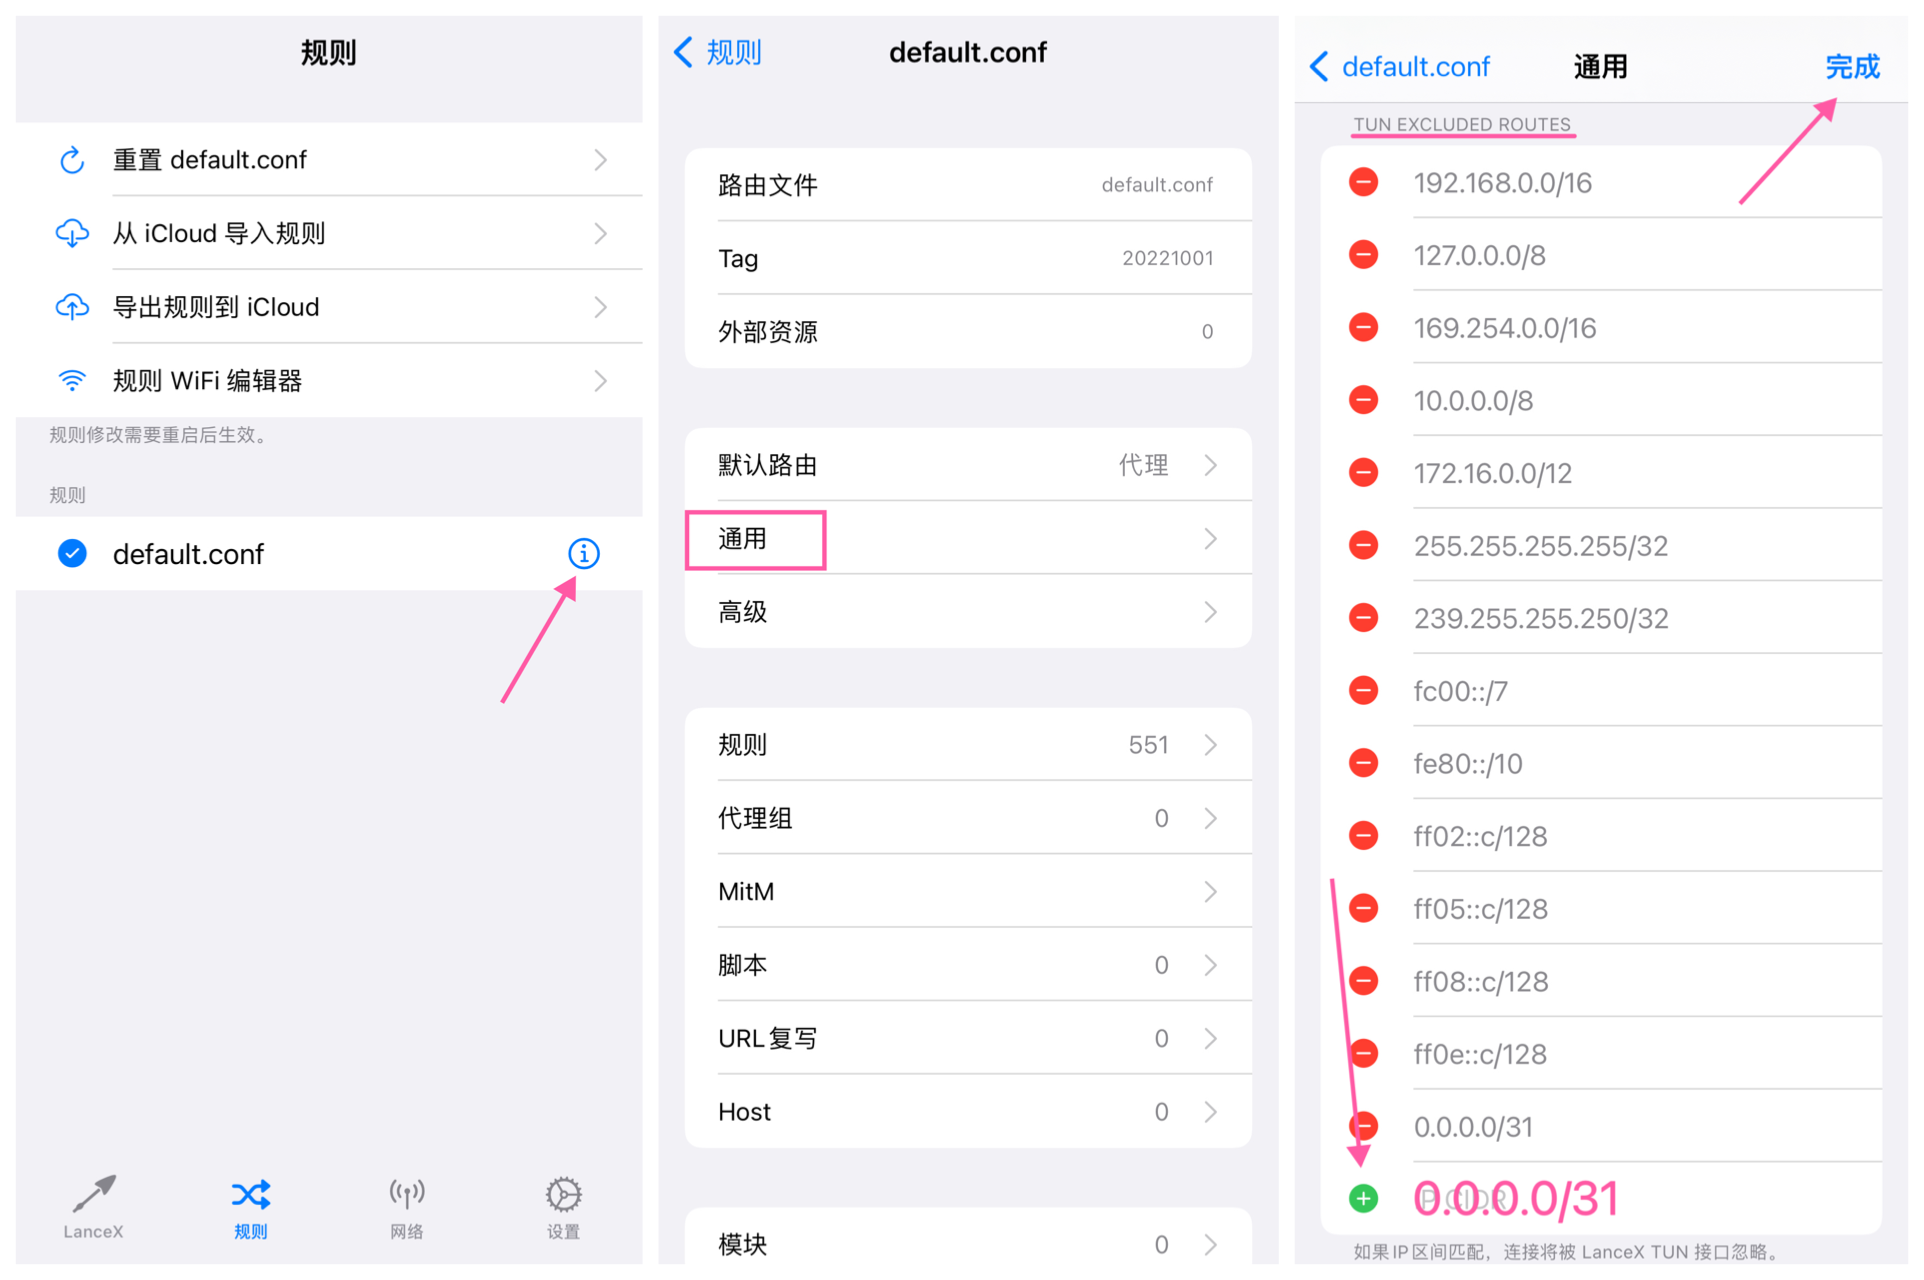 规则
重置 default.conf
从 iCloud 导入规则
导出规则到 iCloud
规则 WiFi 编辑器
规则修改需要重启后生效。
规则
default.conf
LanceX
规则
网络
设置
规则
default.conf
路由文件 default.conf
Tag 20221001
外部资源 0
默认路由 代理
通用
高级
规则 551
代理组 0
MitM
脚本 0
URL复写 0
Host 0
模块 0
default.conf
通用
完成
TUN EXCLUDED ROUTES
192.168.0.0/16
127.0.0.0/8
169.254.0.0/16
10.0.0.0/8
172.16.0.0/12
255.255.255.255/32
239.255.255.250/32
fc00::/7
fe80::/10
ff02::c/128
ff05::c/128
ff08::c/128
ff0e::c/128
0.0.0.0/31
0.0.0.0/31
如果IP区间匹配，连接将被 LanceX TUN 接口忽略。